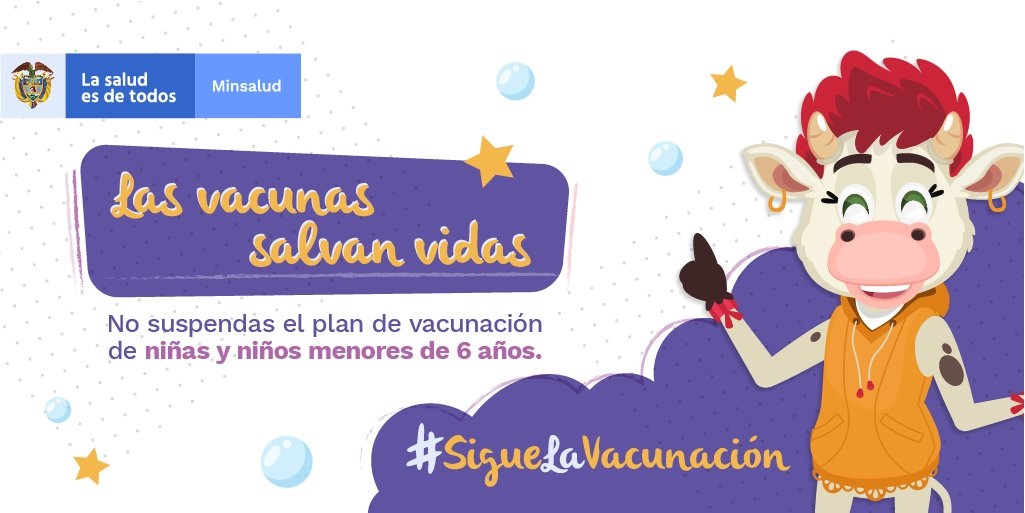 La salud
es de todos
Minsalud
Las vacunas
salvan vidas
No suspendas el plan de vacunación
de niñas y niños menores de 6 años.
#SigueLaVacunación